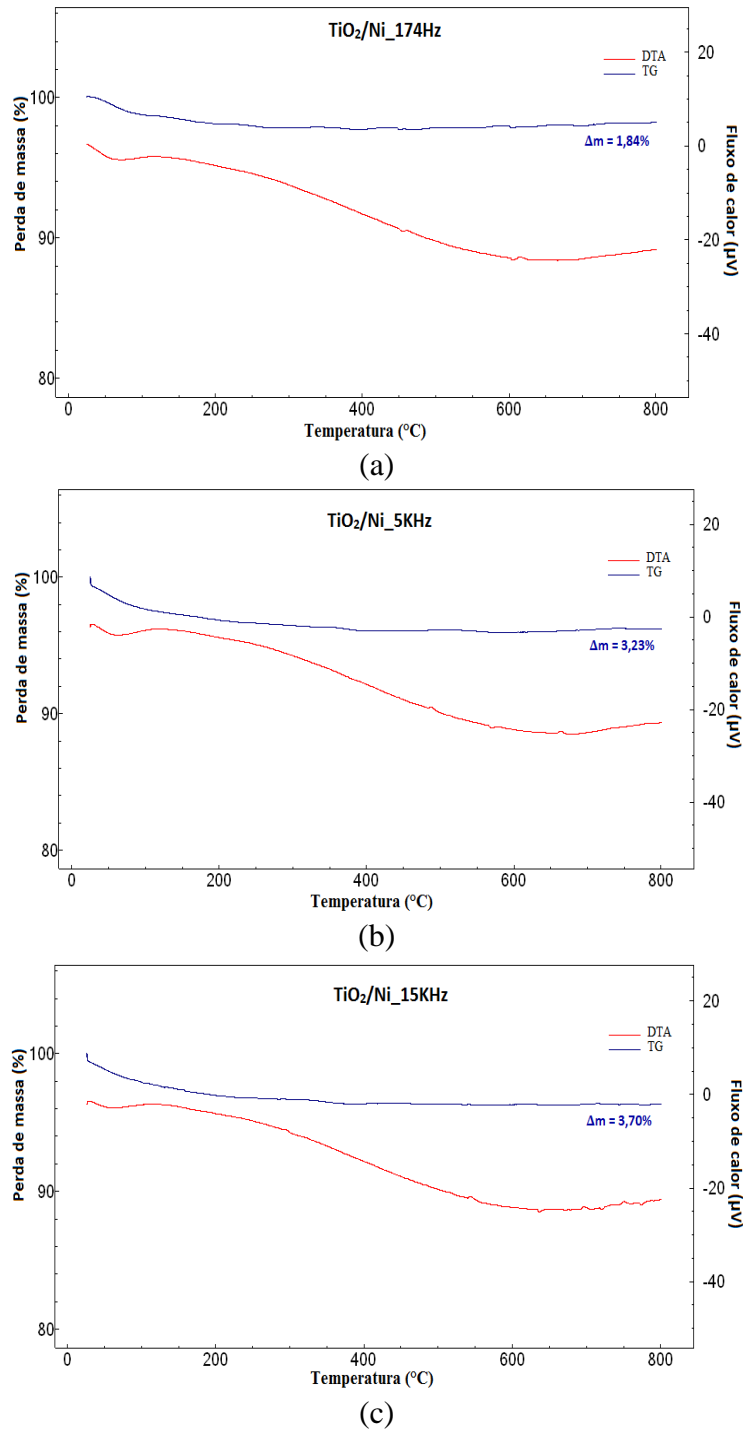 TiO₂/Ni_174Hz
DTA
TG
Δm = 1,84%
Perda de massa (%)
100
90
80
Fluxo de calor (µV)
20
0
-20
-40
0 200 400 600 800
Temperatura (°C)
(a)
TiO₂/Ni_5KHz
DTA
TG
Δm = 3,23%
Perda de massa (%)
100
90
80
Fluxo de calor (µV)
20
0
-20
-40
0 200 400 600 800
Temperatura (°C)
(b)
TiO₂/Ni_15KHz
DTA
TG
Δm = 3,70%
Perda de massa (%)
100
90
80
Fluxo de calor (µV)
20
0
-20
-40
0 200 400 600 800
Temperatura (°C)
(c)